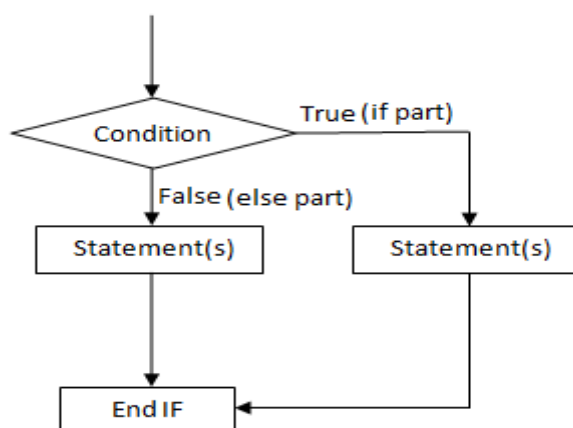 Condition
True (if part)
False (else part)
Statement(s)
Statement(s)
End IF